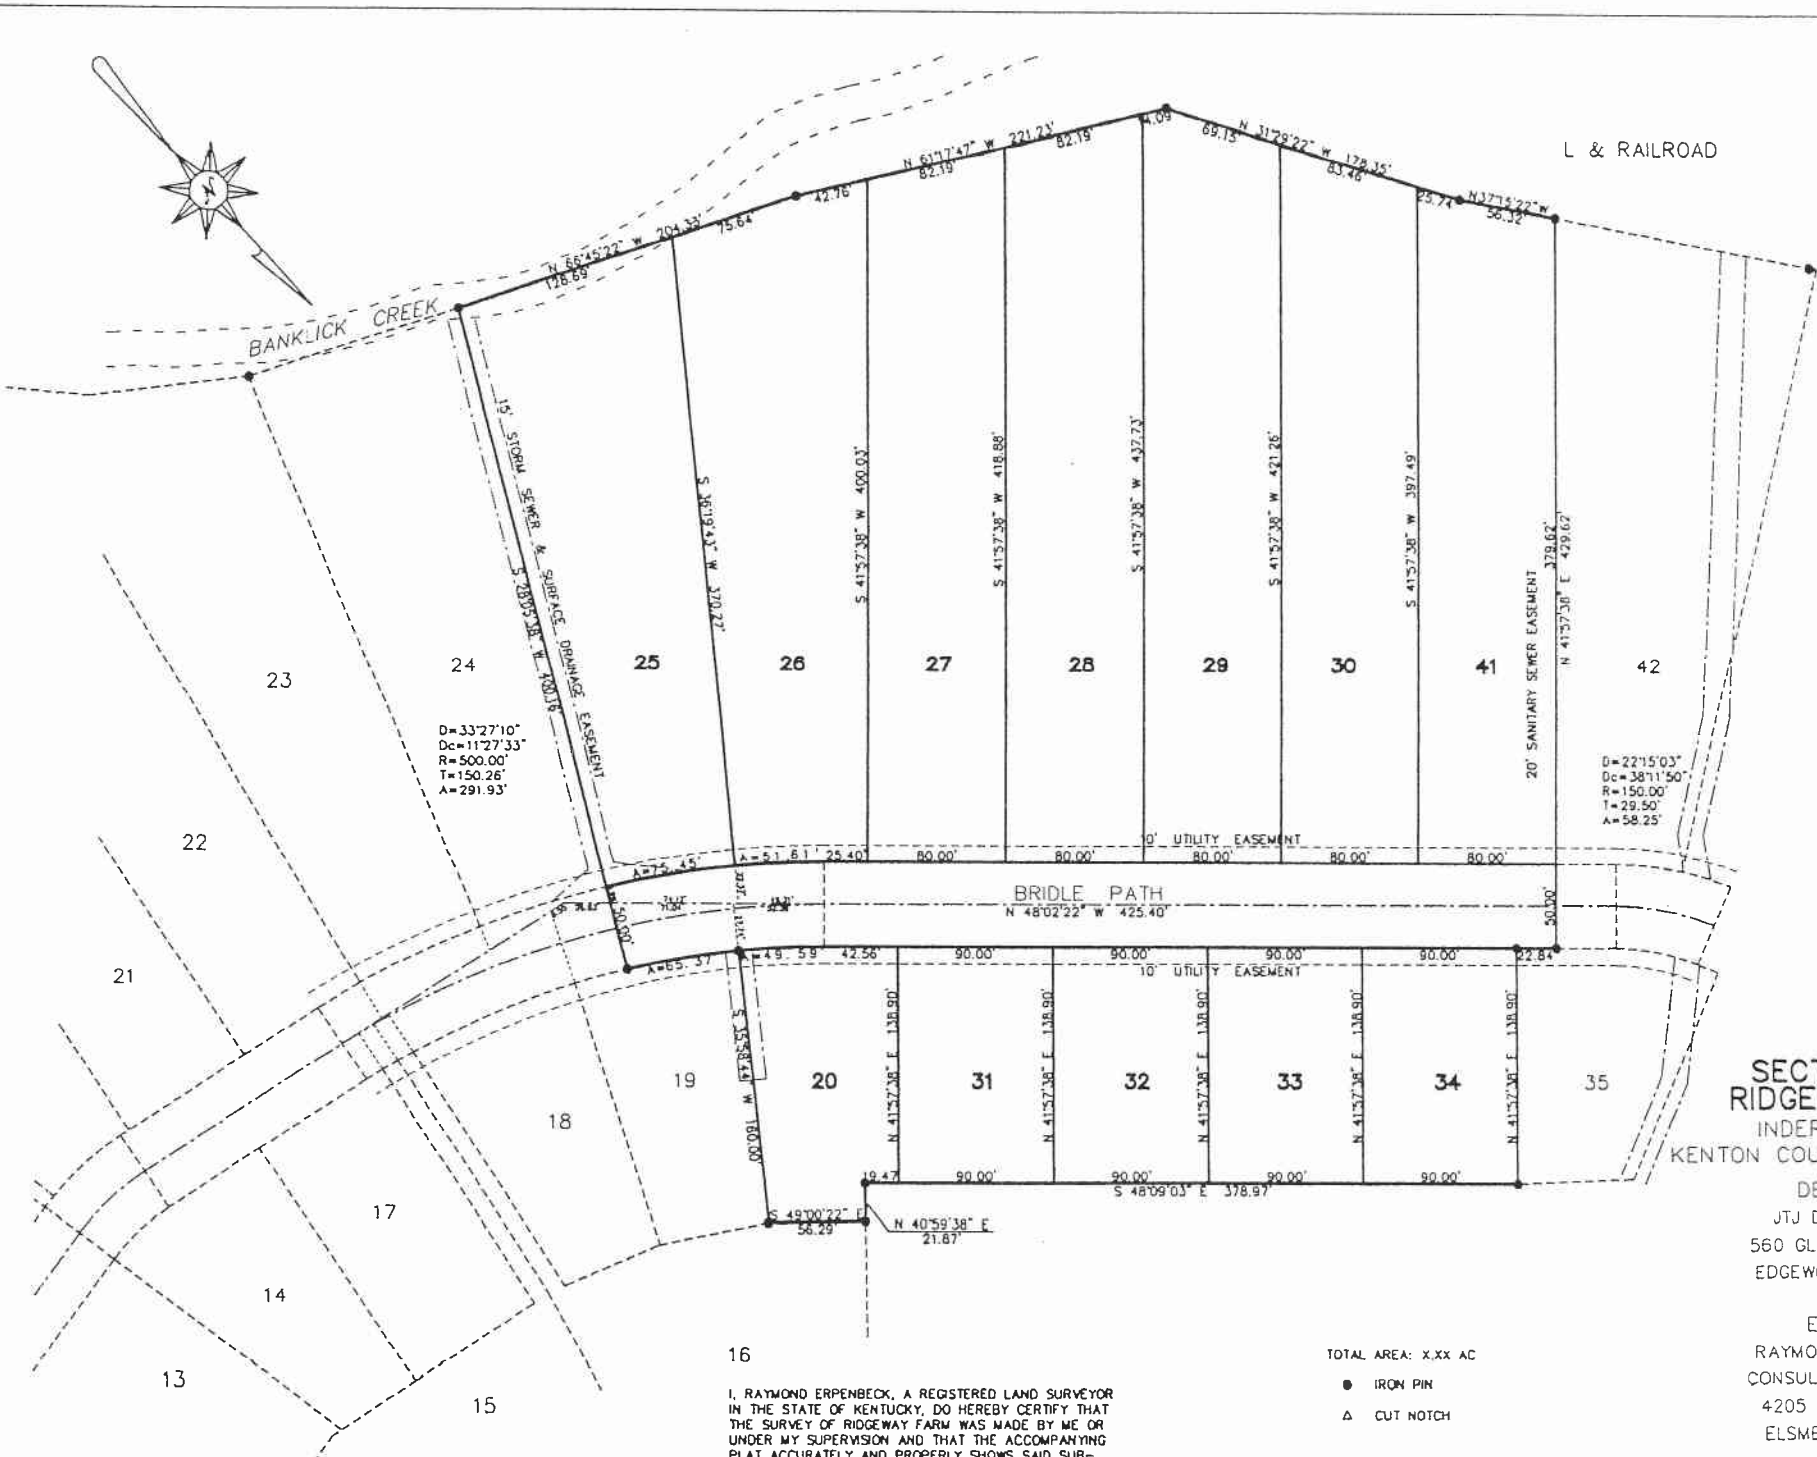 L & RAILROAD
BANKLICK CREEK
N 66°45'22" W 204.33'
128.69'
75.64'
N 61°17'47" W 221.23'
42.76'
82.19'
82.19'
N 31°29'22" W 178.35'
69.15'
83.46'
25.74'
N37°15'22"W
56.32'
15' STORM SEWER & SURFACE DRAINAGE EASEMENT
S 28°05'38" W 400.16'
S 36°19'43" W 370.27'
S 41°57'38" W 400.03'
S 41°57'38" W 418.88'
S 41°57'38" W 437.73'
S 41°57'38" W 421.26'
S 41°57'38" W 397.49'
20' SANITARY SEWER EASEMENT
379.62'
N 41°57'38" E 429.62'
23
24
25
26
27
28
29
30
41
42
D=33°27'10"
Dc=11°27'33"
R=500.00'
T=150.26'
A=291.93'
D=22°15'03"
Dc=38°11'50"
R=150.00'
T=29.50'
A=58.25'
22
10' UTILITY EASEMENT
A=75.45'
A=51.61'
25.40'
80.00'
80.00'
80.00'
80.00'
80.00'
BRIDLE PATH
N 48°02'22" W 425.40'
50.00'
50.00'
A=65.37'
A=49.59'
42.56'
90.00'
90.00'
90.00'
90.00'
22.84'
10' UTILITY EASEMENT
21
S 35°58'44" W 160.00'
N 41°57'38" E 138.90'
N 41°57'38" E 138.90'
N 41°57'38" E 138.90'
N 41°57'38" E 138.90'
N 41°57'38" E 138.90'
19
20
31
32
33
34
35
18
17
19.47'
90.00'
90.00'
90.00'
90.00'
S 48°09'03" E 378.97'
S 49°00'22" E
56.29'
N 40°59'38" E
21.87'
SECT
RIDGE
INDEP
KENTON COU
DE
JTJ D
560 GL
EDGEW
E
RAYMO
CONSUL
4205
ELSME
14
13
15
16
TOTAL AREA: X.XX AC
IRON PIN
CUT NOTCH
I, RAYMOND ERPENBECK, A REGISTERED LAND SURVEYOR
IN THE STATE OF KENTUCKY, DO HEREBY CERTIFY THAT
THE SURVEY OF RIDGEWAY FARM WAS MADE BY ME OR
UNDER MY SUPERVISION AND THAT THE ACCOMPANYING
PLAT ACCURATELY AND PROPERLY SHOWS SAID SUB-